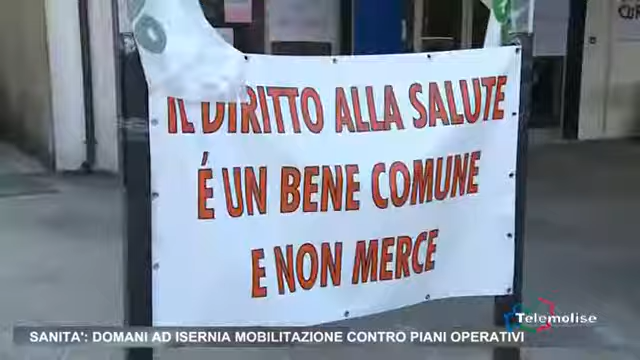 IL DIRITTO ALLA SALUTE
É UN BENE COMUNE
E NON MERCE
Telemolise
SANITA': DOMANI AD ISERNIA MOBILITAZIONE CONTRO PIANI OPERATIVI